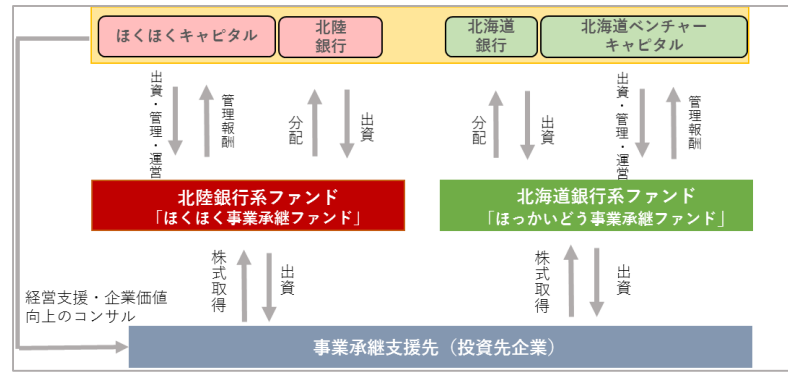 ほくほくキャピタル
北陸
銀行
北海道
銀行
北海道ベンチャー
キャピタル
出資・管理・運営
管理報酬
分配
出資
分配
出資
出資・管理・運営
管理報酬
北陸銀行系ファンド
「ほくほく事業承継ファンド」
北海道銀行系ファンド
「ほっかいどう事業承継ファンド」
株式取得
出資
株式取得
出資
経営支援・企業価値
向上のコンサル
事業承継支援先（投資先企業）